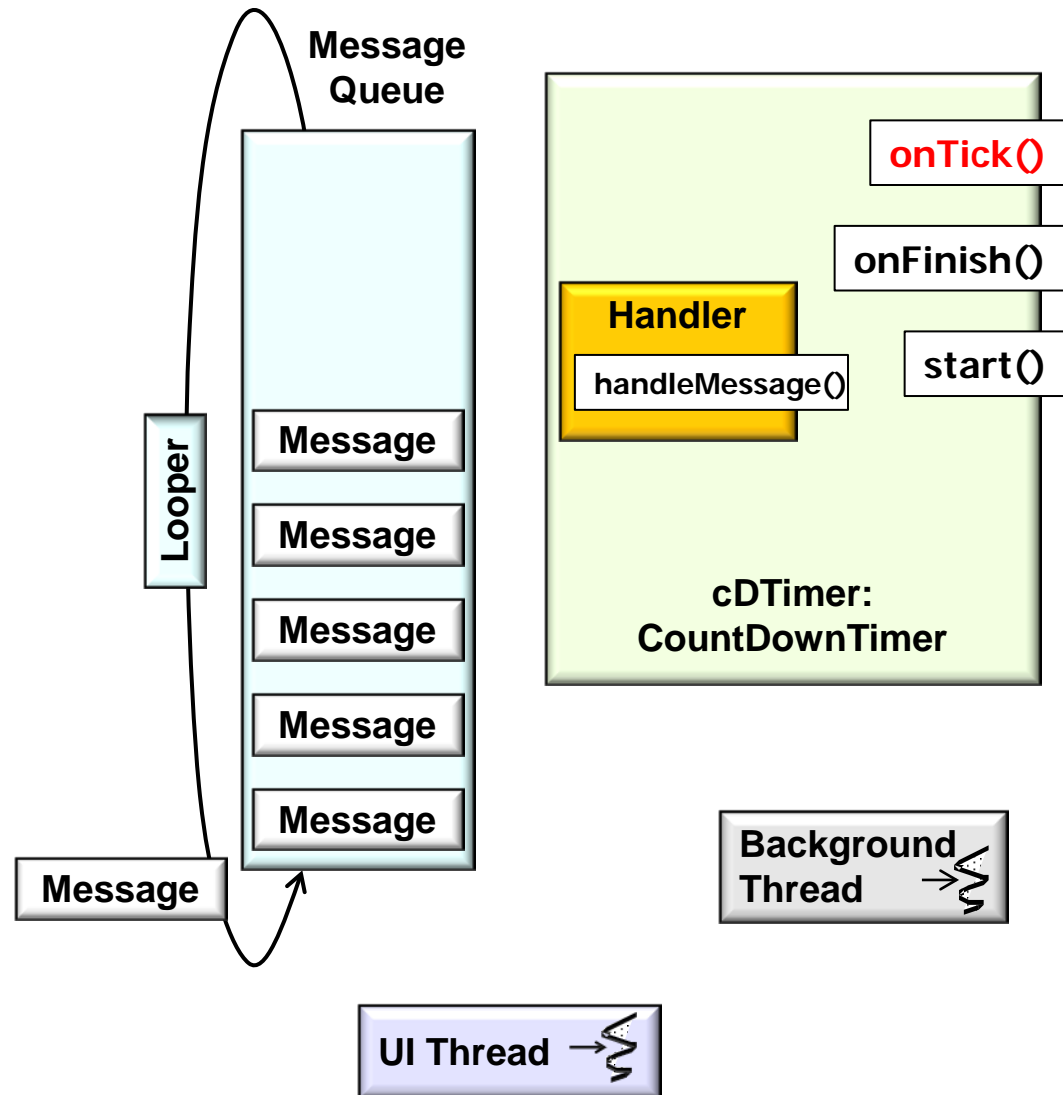 Message
Queue
onTick()
onFinish()
Handler
handleMessage()
start()
Looper
Message
Message
Message
Message
Message
Message
cDTimer:
CountDownTimer
Background
Thread
UI Thread